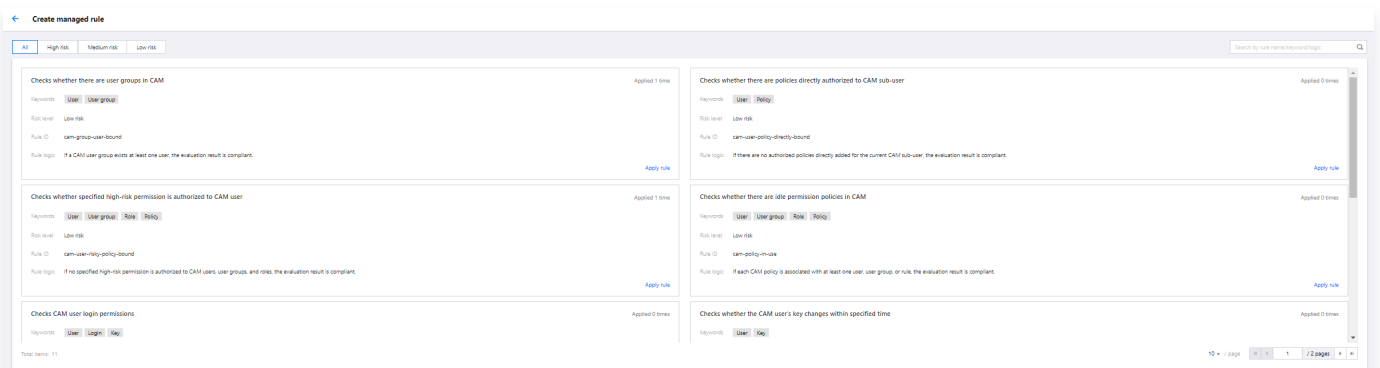 Create managed rule
All High risk Medium risk Low risk
Search by rule name/keyword/logic
Checks whether there are user groups in CAM Applied 1 time
Keywords User User group
Risk level Low risk
Rule ID cam-group-user-bound
Rule logic If a CAM user group exists at least one user, the evaluation result is compliant.
Apply rule
Checks whether there are policies directly authorized to CAM sub-user Applied 0 times
Keywords User Policy
Risk level Low risk
Rule ID cam-user-policy-directly-bound
Rule logic If there are no authorized policies directly added for the current CAM sub-user, the evaluation result is compliant.
Apply rule
Checks whether specified high-risk permission is authorized to CAM user Applied 1 time
Keywords User User group Role Policy
Risk level Low risk
Rule ID cam-user-risky-policy-bound
Rule logic If no specified high-risk permission is authorized to CAM users, user groups, and roles, the evaluation result is compliant.
Apply rule
Checks whether there are idle permission policies in CAM Applied 0 times
Keywords User User group Role Policy
Risk level Low risk
Rule ID cam-policy-in-use
Rule logic If each CAM policy is associated with at least one user, user group, or rule, the evaluation result is compliant.
Apply rule
Checks CAM user login permissions Applied 0 times
Keywords User Login Key
Checks whether the CAM user's key changes within specified time Applied 0 times
Keywords User Key
Total items: 11
10 / page 1 / 2 pages